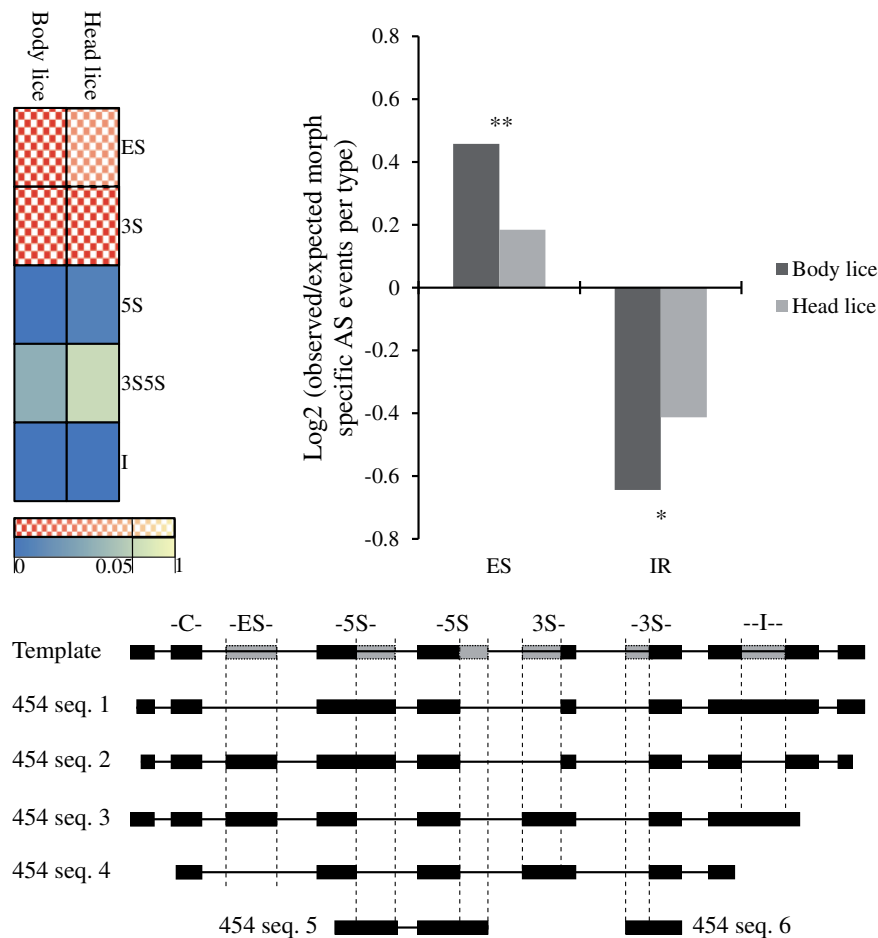 Body lice
Head lice
ES
3S
5S
3S5S
I
0 0.05 1
Log2 (observed/expected morph
specific AS events per type)
0.8
0.6
0.4
0.2
0
-0.2
-0.4
-0.6
-0.8
**
*
ES IR
Body lice
Head lice
-C- -ES- -5S- -5S 3S- -3S- --I--
Template
454 seq. 1
454 seq. 2
454 seq. 3
454 seq. 4
454 seq. 5 454 seq. 6